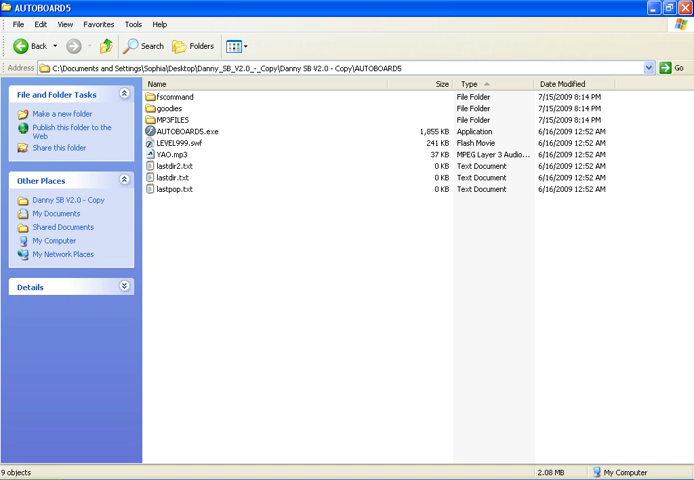 AUTOBOARD5
File Edit View Favorites Tools Help
Back Search Folders
Address C:\Documents and Settings\Sophia\Desktop\Danny_SB_V2.0_-_Copy\Danny SB V2.0 - Copy\AUTOBOARD5 Go
File and Folder Tasks
Make a new folder
Publish this folder to the
Web
Share this folder
Other Places
Danny SB V2.0 - Copy
My Documents
Shared Documents
My Computer
My Network Places
Details
Name Size Type Date Modified
fscommand File Folder 7/15/2009 8:14 PM
goodies File Folder 7/15/2009 8:14 PM
MP3FILES File Folder 7/15/2009 8:14 PM
AUTOBOARD5.exe 1,855 KB Application 6/16/2009 12:52 AM
LEVEL999.swf 241 KB Flash Movie 6/16/2009 12:52 AM
YAO.mp3 37 KB MPEG Layer 3 Audio... 6/16/2009 12:52 AM
lastdir2.txt 0 KB Text Document 6/16/2009 12:52 AM
lastdir.txt 0 KB Text Document 6/16/2009 12:52 AM
lastpop.txt 0 KB Text Document 6/16/2009 12:52 AM
9 objects 2.08 MB My Computer